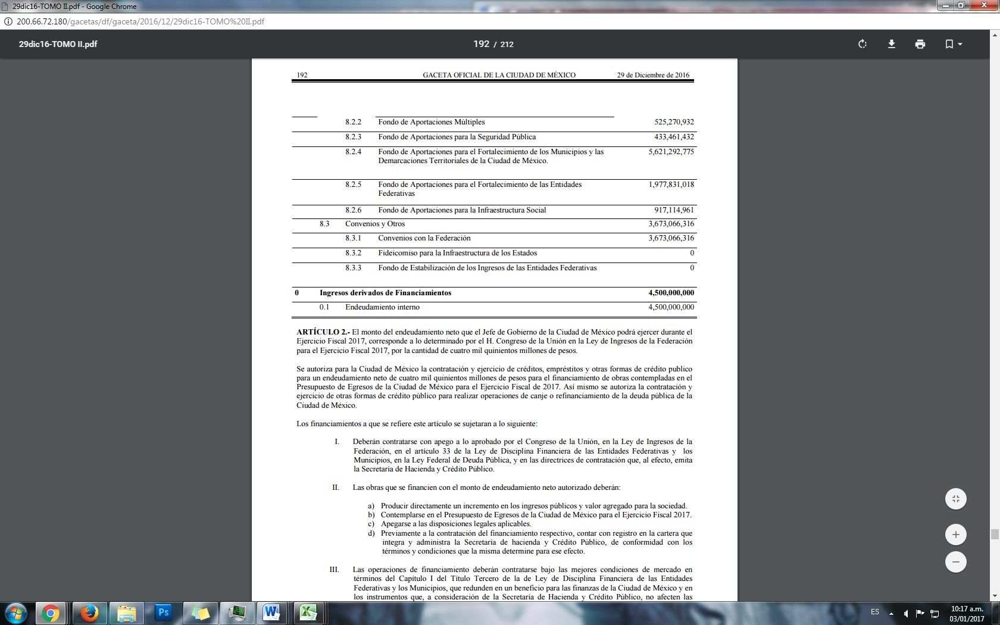 29dic16-TOMO II.pdf - Google Chrome
200.66.72.180/gacetas/df/gaceta/2016/12/29dic16-TOMO%20II.pdf
29dic16-TOMO II.pdf
192 / 212
192 GACETA OFICIAL DE LA CIUDAD DE MÉXICO 29 de Diciembre de 2016
8.2.2 Fondo de Aportaciones Múltiples 525,270,932
8.2.3 Fondo de Aportaciones para la Seguridad Pública 433,461,432
8.2.4 Fondo de Aportaciones para el Fortalecimiento de los Municipios y las 5,621,292,775
Demarcaciones Territoriales de la Ciudad de México.
8.2.5 Fondo de Aportaciones para el Fortalecimiento de las Entidades 1,977,831,018
Federativas
8.2.6 Fondo de Aportaciones para la Infraestructura Social 917,114,961
8.3 Convenios y Otros 3,673,066,316
8.3.1 Convenios con la Federación 3,673,066,316
8.3.2 Fideicomiso para la Infraestructura de los Estados 0
8.3.3 Fondo de Estabilización de los Ingresos de las Entidades Federativas 0
0 Ingresos derivados de Financiamientos 4,500,000,000
0.1 Endeudamiento interno 4,500,000,000
ARTÍCULO 2.- El monto del endeudamiento neto que el Jefe de Gobierno de la Ciudad de México podrá ejercer durante el
Ejercicio Fiscal 2017, corresponde a lo determinado por el H. Congreso de la Unión en la Ley de Ingresos de la Federación
para el Ejercicio Fiscal 2017, por la cantidad de cuatro mil quinientos millones de pesos.
Se autoriza para la Ciudad de México la contratación y ejercicio de créditos, empréstitos y otras formas de crédito publico
para un endeudamiento neto de cuatro mil quinientos millones de pesos para el financiamiento de obras contempladas en el
Presupuesto de Egresos de la Ciudad de México para el Ejercicio Fiscal de 2017. Así mismo se autoriza la contratación y
ejercicio de otras formas de crédito público para realizar operaciones de canje o refinanciamiento de la deuda pública de la
Ciudad de México.
Los financiamientos a que se refiere este artículo se sujetaran a lo siguiente:
I. Deberán contratarse con apego a lo aprobado por el Congreso de la Unión, en la Ley de Ingresos de la
Federación, en el artículo 33 de la Ley de Disciplina Financiera de las Entidades Federativas y los
Municipios, en la Ley Federal de Deuda Pública, y en las directrices de contratación que, al efecto, emita
la Secretaría de Hacienda y Crédito Público.
II. Las obras que se financien con el monto de endeudamiento neto autorizado deberán:
a) Producir directamente un incremento en los ingresos públicos y valor agregado para la sociedad.
b) Contemplarse en el Presupuesto de Egresos de la Ciudad de México para el Ejercicio Fiscal 2017.
c) Apegarse a las disposiciones legales aplicables.
d) Previamente a la contratación del financiamiento respectivo, contar con registro en la cartera que
integra y administra la Secretaría de hacienda y Crédito Público, de conformidad con los
términos y condiciones que la misma determine para ese efecto.
III. Las operaciones de financiamiento deberán contratarse bajo las mejores condiciones de mercado en
términos del Capítulo I del Título Tercero de la de Ley de Disciplina Financiera de las Entidades
Federativas y los Municipios, que redunden en un beneficio para las finanzas de la Ciudad de México y en
los instrumentos que, a consideración de la Secretaría de Hacienda y Crédito Público, no afecten las
Ps
W
X
ES
10:17 a.m.
03/01/2017